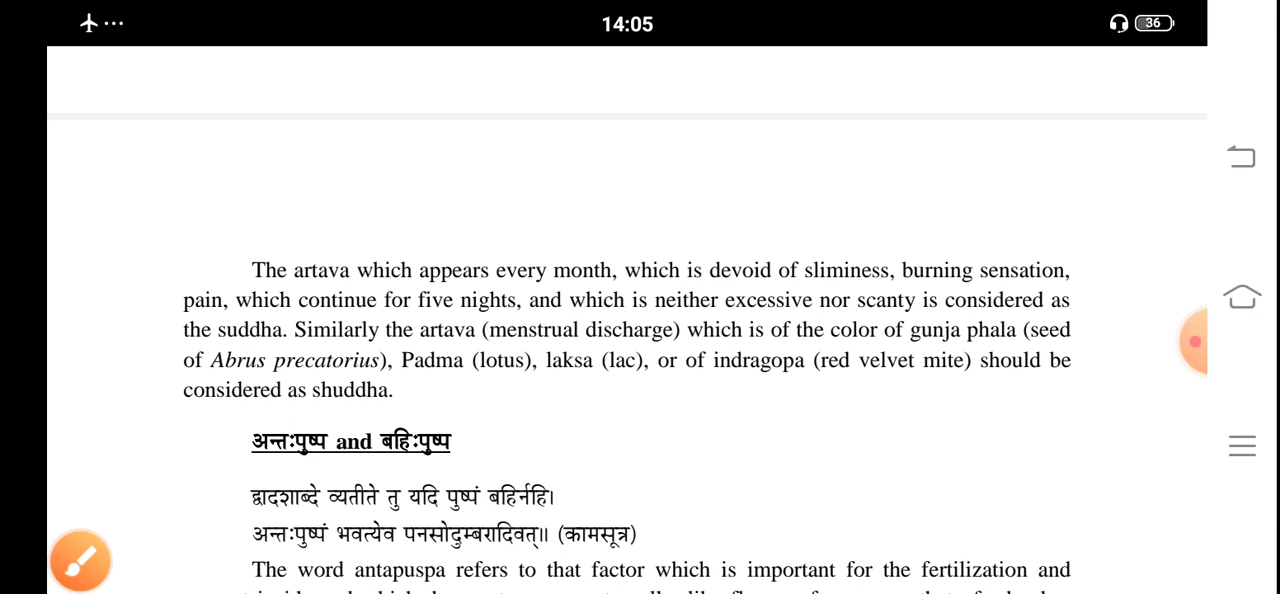 14:05
36
The artava which appears every month, which is devoid of sliminess, burning sensation,
pain, which continue for five nights, and which is neither excessive nor scanty is considered as
the suddha. Similarly the artava (menstrual discharge) which is of the color of gunja phala (seed
of Abrus precatorius), Padma (lotus), laksa (lac), or of indragopa (red velvet mite) should be
considered as shuddha.
अन्तःपुष्प and बहिःपुष्प
द्वादशाब्दे व्यतीते तु यदि पुष्पं बहिर्नहि।
अन्तःपुष्पं भवत्येव पनसोदुम्बरादिवत्॥ (कामसूत्र)
The word antapuspa refers to that factor which is important for the fertilization and